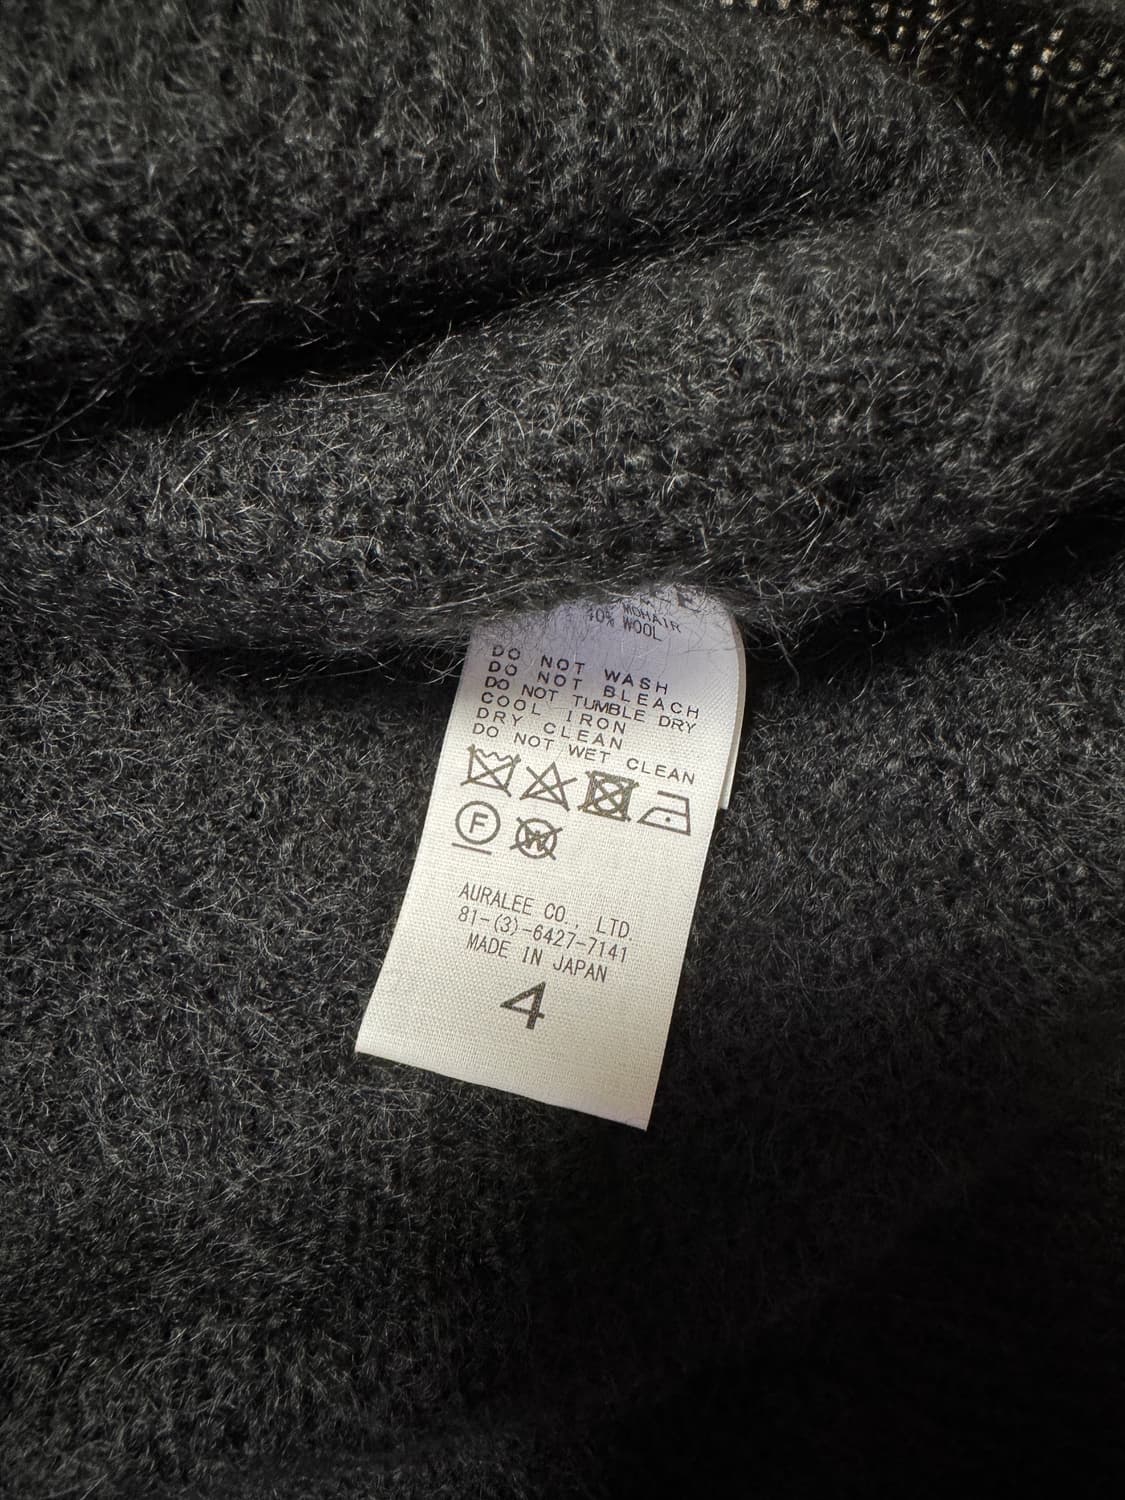 MOHAIR
40% WOOL
DO NOT WASH
DO NOT BLEACH
DO NOT TUMBLE DRY
COOL IRON
DRY CLEAN
DO NOT WET CLEAN
F
W
AURALEE CO., LTD.
81-(3)-6427-7141
MADE IN JAPAN
4